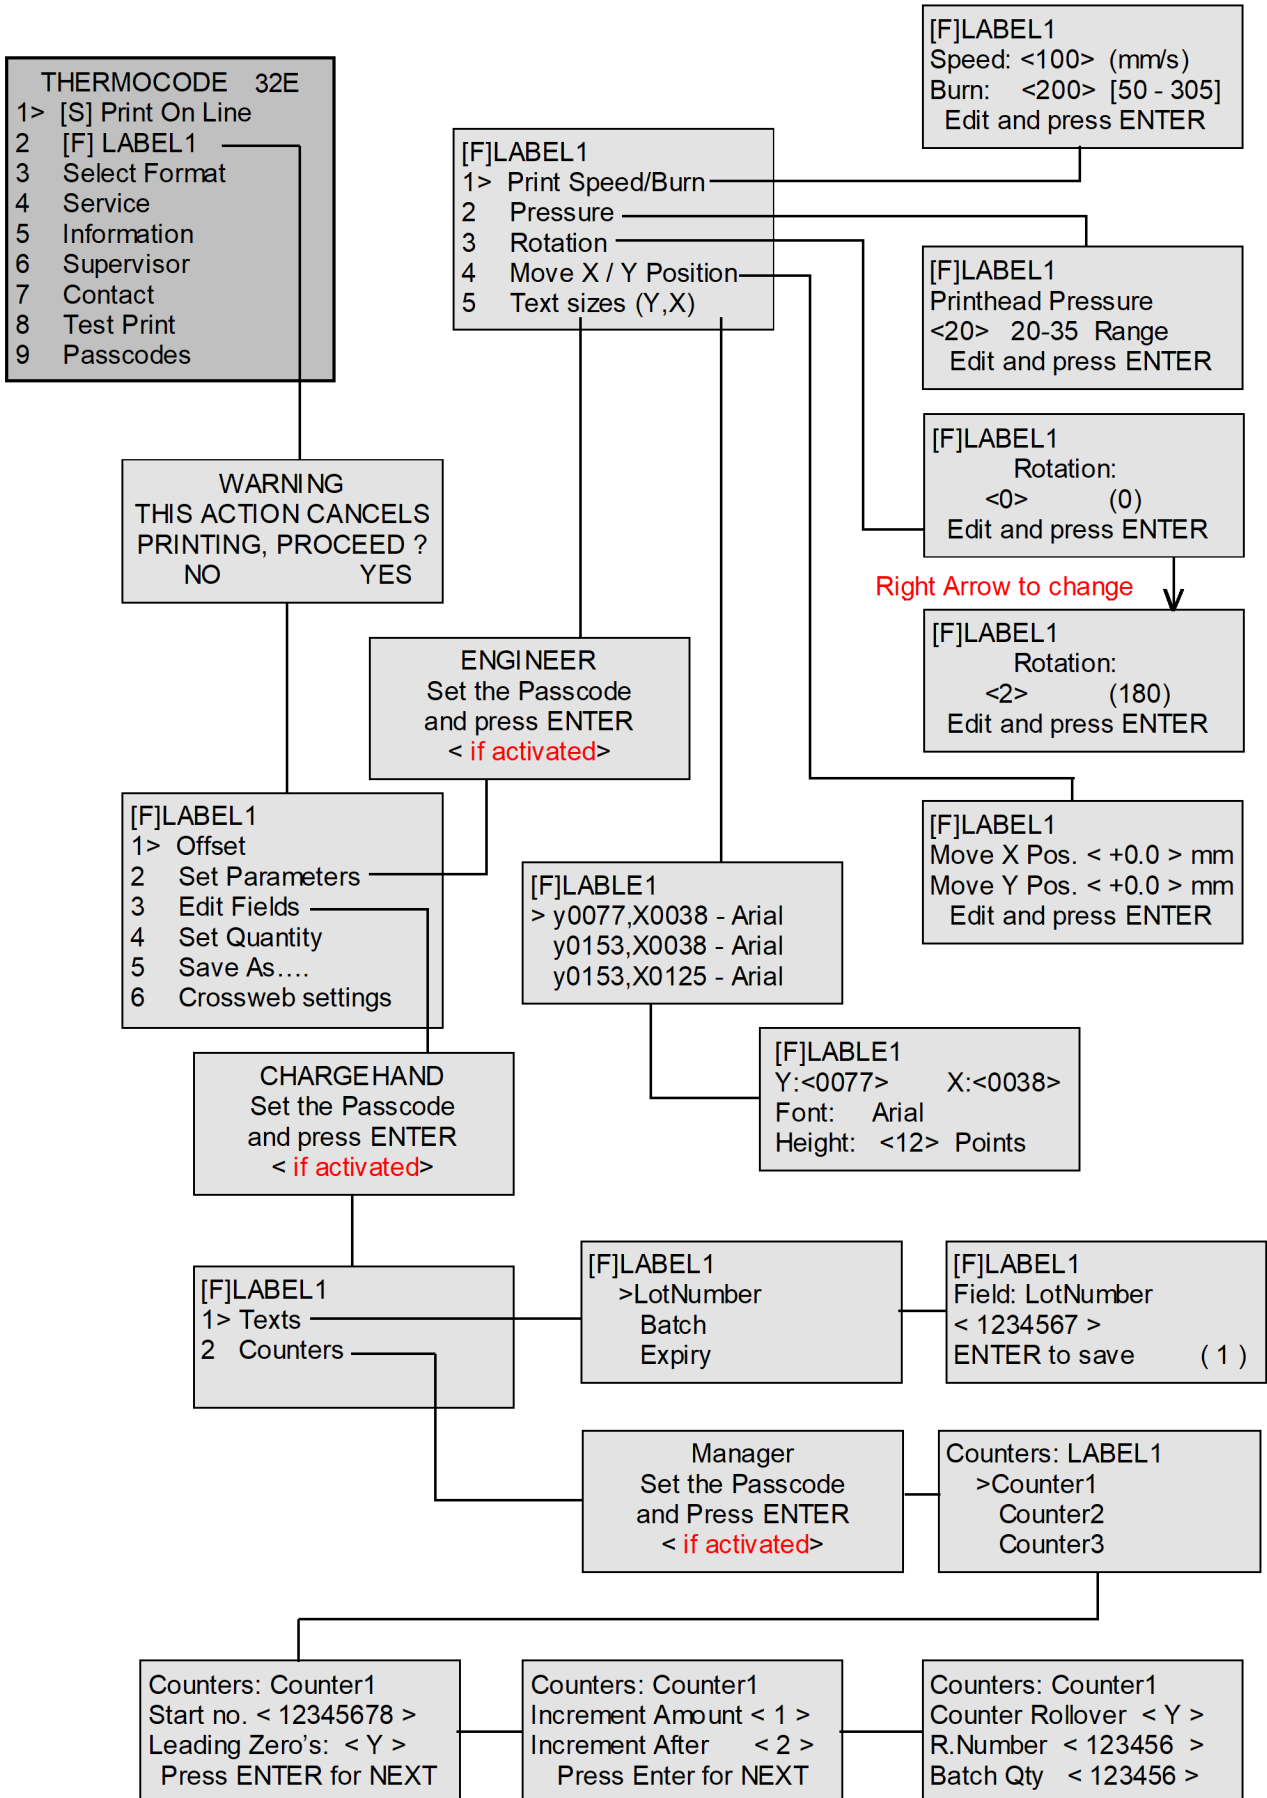 THERMOCODE 32E
1> [S] Print On Line
2 [F] LABEL1
3 Select Format
4 Service
5 Information
6 Supervisor
7 Contact
8 Test Print
9 Passcodes
[F]LABEL1
1> Print Speed/Burn
2 Pressure
3 Rotation
4 Move X / Y Position
5 Text sizes (Y,X)
[F]LABEL1
Speed: <100> (mm/s)
Burn: <200> [50 - 305]
Edit and press ENTER
[F]LABEL1
Printhead Pressure
<20> 20-35 Range
Edit and press ENTER
[F]LABEL1
Rotation:
<0> (0)
Edit and press ENTER
Right Arrow to change
[F]LABEL1
Rotation:
<2> (180)
Edit and press ENTER
[F]LABEL1
Move X Pos. < +0.0 > mm
Move Y Pos. < +0.0 > mm
Edit and press ENTER
WARNING
THIS ACTION CANCELS
PRINTING, PROCEED ?
NO YES
ENGINEER
Set the Passcode
and press ENTER
< if activated>
[F]LABEL1
1> Offset
2 Set Parameters
3 Edit Fields
4 Set Quantity
5 Save As....
6 Crossweb settings
[F]LABLE1
> y0077,X0038 - Arial
y0153,X0038 - Arial
y0153,X0125 - Arial
[F]LABLE1
Y:<0077> X:<0038>
Font: Arial
Height: <12> Points
CHARGEHAND
Set the Passcode
and press ENTER
< if activated>
[F]LABEL1
1> Texts
2 Counters
[F]LABEL1
>LotNumber
Batch
Expiry
[F]LABEL1
Field: LotNumber
< 1234567 >
ENTER to save ( 1 )
Manager
Set the Passcode
and Press ENTER
< if activated>
Counters: LABEL1
>Counter1
Counter2
Counter3
Counters: Counter1
Start no. < 12345678 >
Leading Zero's: < Y >
Press ENTER for NEXT
Counters: Counter1
Increment Amount < 1 >
Increment After < 2 >
Press Enter for NEXT
Counters: Counter1
Counter Rollover < Y >
R.Number < 123456 >
Batch Qty < 123456 >